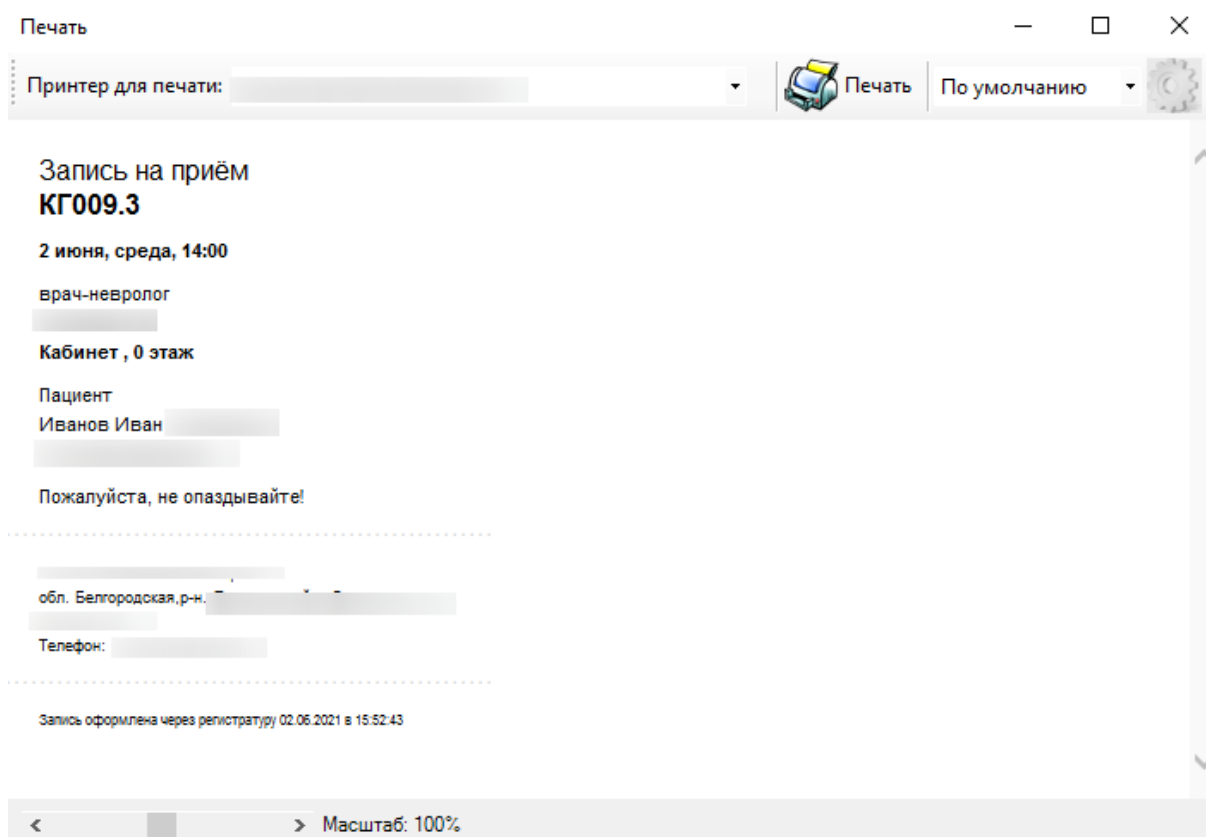 Печать
Принтер для печати:
Печать
По умолчанию
Запись на приём
КГ009.3
2 июня, среда, 14:00
врач-невролог
Кабинет , 0 этаж
Пациент
Иванов Иван
Пожалуйста, не опаздывайте!
обл. Белгородская,р-н.
Телефон:
Запись оформлена через регистратуру 02.06.2021 в 15:52:43
Масштаб: 100%